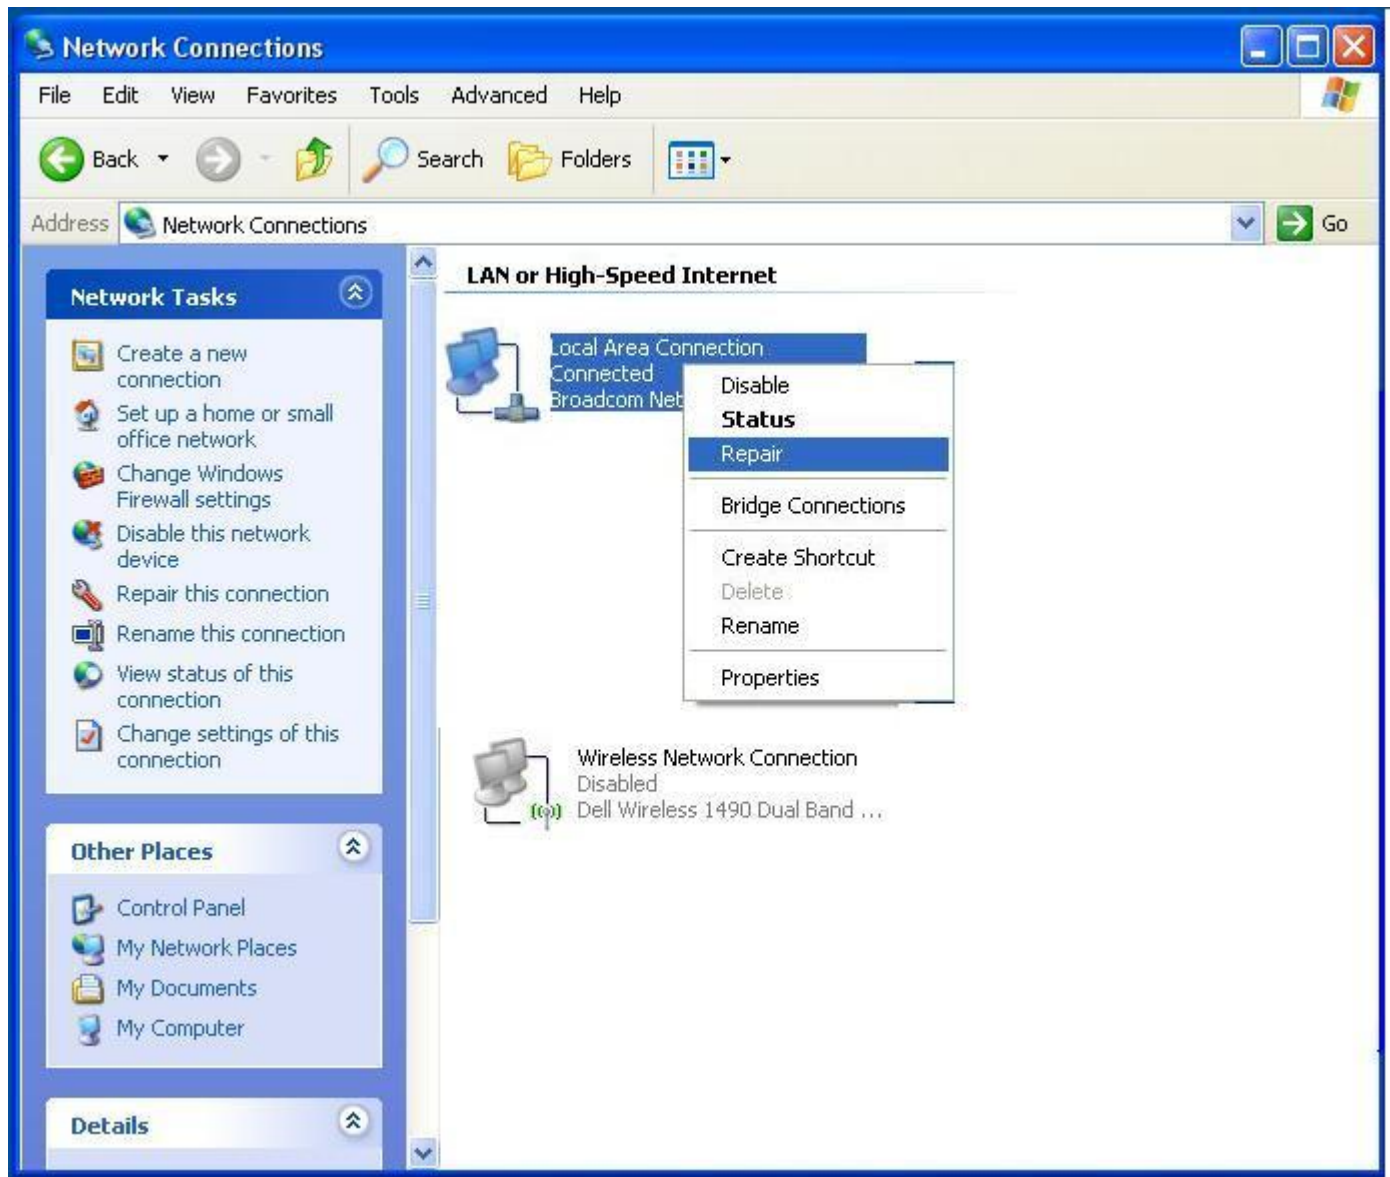 Network Connections
File Edit View Favorites Tools Advanced Help
Back Search Folders
Address Network Connections Go
Network Tasks
Create a new
connection
Set up a home or small
office network
Change Windows
Firewall settings
Disable this network
device
Repair this connection
Rename this connection
View status of this
connection
Change settings of this
connection
Other Places
Control Panel
My Network Places
My Documents
My Computer
Details
LAN or High-Speed Internet
Local Area Connection
Connected
Broadcom Net
Disable
Status
Repair
Bridge Connections
Create Shortcut
Delete
Rename
Properties
Wireless Network Connection
Disabled
Dell Wireless 1490 Dual Band ...